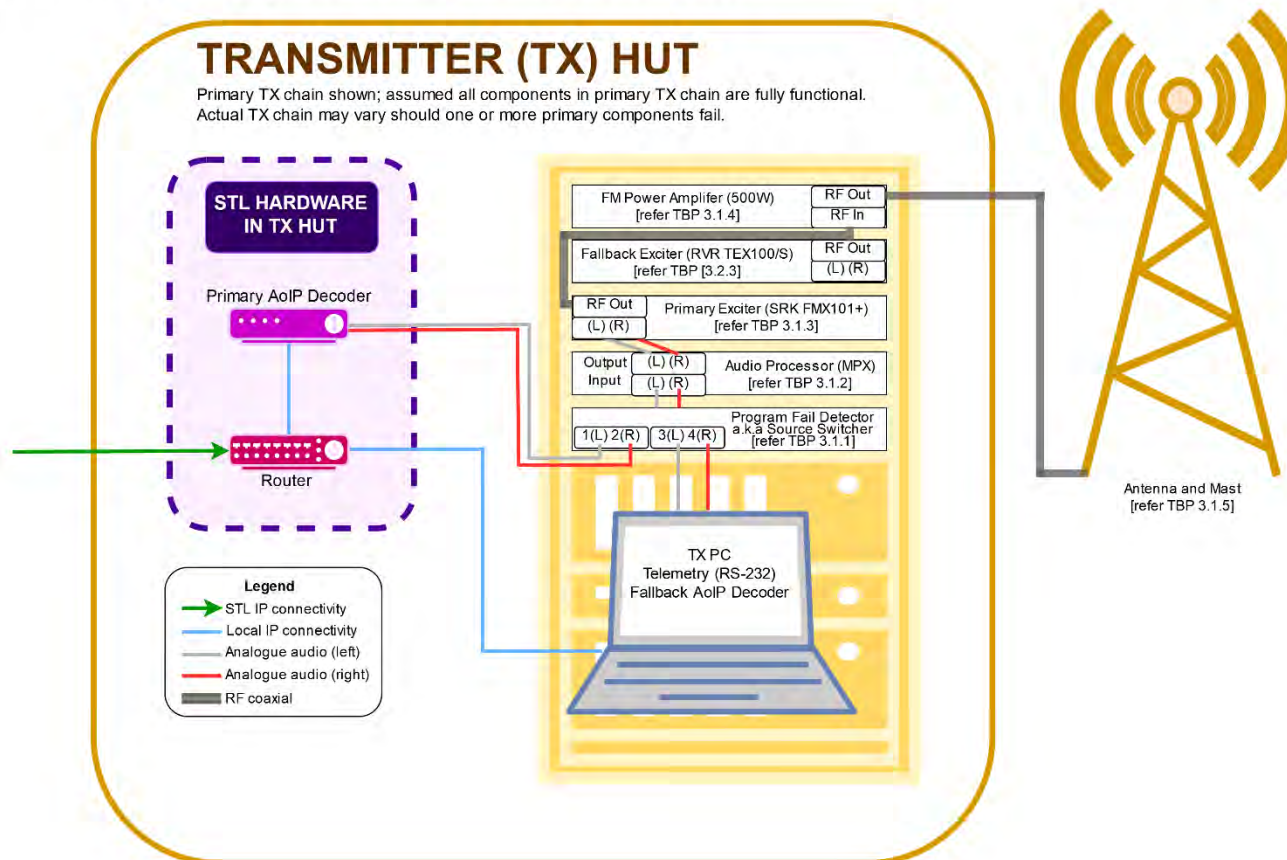 TRANSMITTER (TX) HUT
Primary TX chain shown; assumed all components in primary TX chain are fully functional.
Actual TX chain may vary should one or more primary components fail.
STL HARDWARE
IN TX HUT
Primary AoIP Decoder
Router
Legend
STL IP connectivity
Local IP connectivity
Analogue audio (left)
Analogue audio (right)
RF coaxial
FM Power Amplifer (500W)
[refer TBP 3.1.4]
RF Out
RF In
Fallback Exciter (RVR TEX100/S)
[refer TBP [3.2.3]
RF Out
(L) (R)
RF Out
(L) (R)
Primary Exciter (SRK FMX101+)
[refer TBP 3.1.3]
Output
Input
(L) (R)
(L) (R)
Audio Processor (MPX)
[refer TBP 3.1.2]
Program Fail Detector
a.k.a Source Switcher
[refer TBP 3.1.1]
1(L) 2(R)
3(L) 4(R)
TX PC
Telemetry (RS-232)
Fallback AoIP Decoder
Antenna and Mast
[refer TBP 3.1.5]